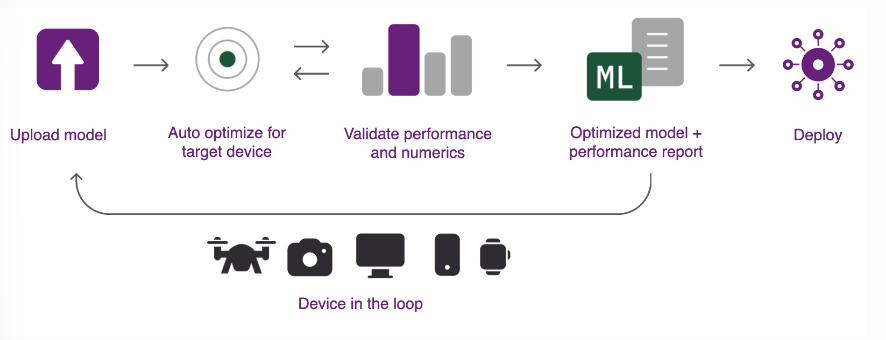 ML
Upload model
Auto optimize for
target device
Validate performance
and numerics
Optimized model +
performance report
Deploy
Device in the loop